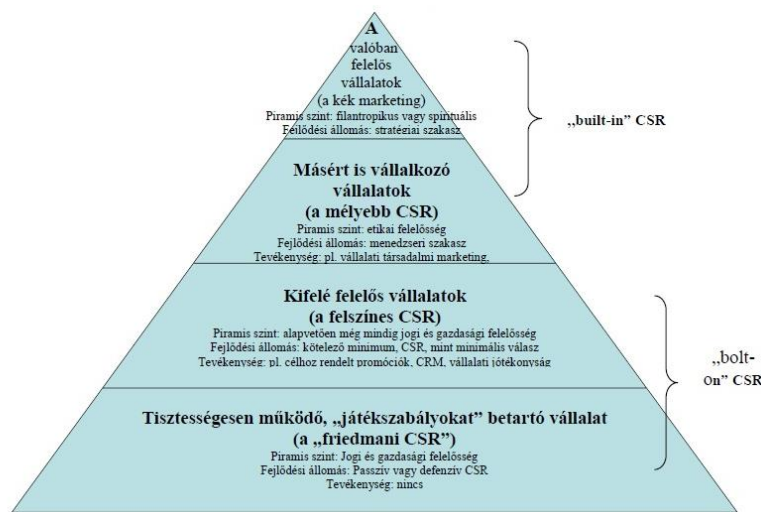 A
valóban
felelős
vállalatok
(a kék marketing)
Piramis szint: filantropikus vagy spirituális
Fejlődési állomás: stratégiai szakasz
„built-in” CSR
Másért is vállalkozó
vállalatok
(a mélyebb CSR)
Piramis szint: etikai felelősség
Fejlődési állomás: menedzseri szakasz
Tevékenység: pl. vállalati társadalmi marketing,
Kifelé felelős vállalatok
(a felszínes CSR)
Piramis szint: alapvetően még mindig jogi és gazdasági felelősség
Fejlődési állomás: kötelező minimum, CSR, mint minimális válasz
Tevékenység: pl. célhoz rendelt promóciók, CRM, vállalati jótékonyság
„bolt-
on” CSR
Tisztességesen működő, „játékszabályokat” betartó vállalat
(a „friedmani CSR”)
Piramis szint: Jogi és gazdasági felelősség
Fejlődési állomás: Passzív vagy defenzív CSR
Tevékenység: nincs